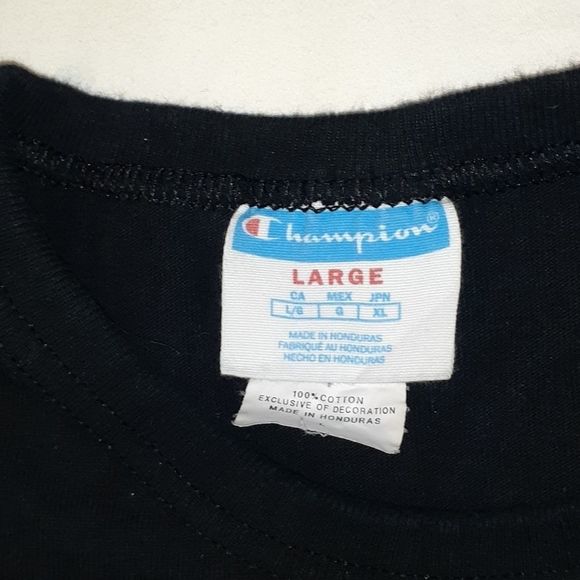 Champion®
LARGE
CA MEX JPN
L/G G XL
MADE IN HONDURAS
FABRIQUÉ AU HONDURAS
HECHO EN HONDURAS
100% COTTON
EXCLUSIVE OF DECORATION
MADE IN HONDURAS